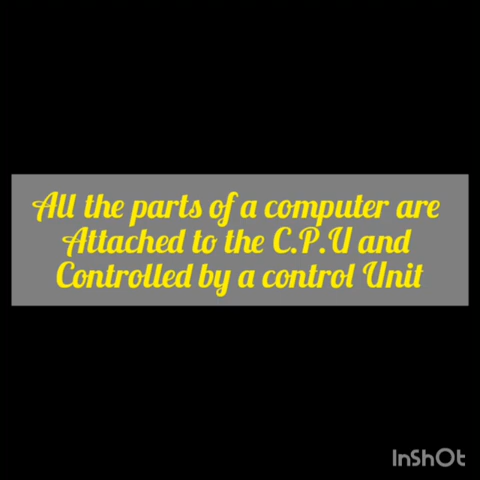 All the parts of a computer are
Attached to the C.P.U and
Controlled by a control Unit
InShOt